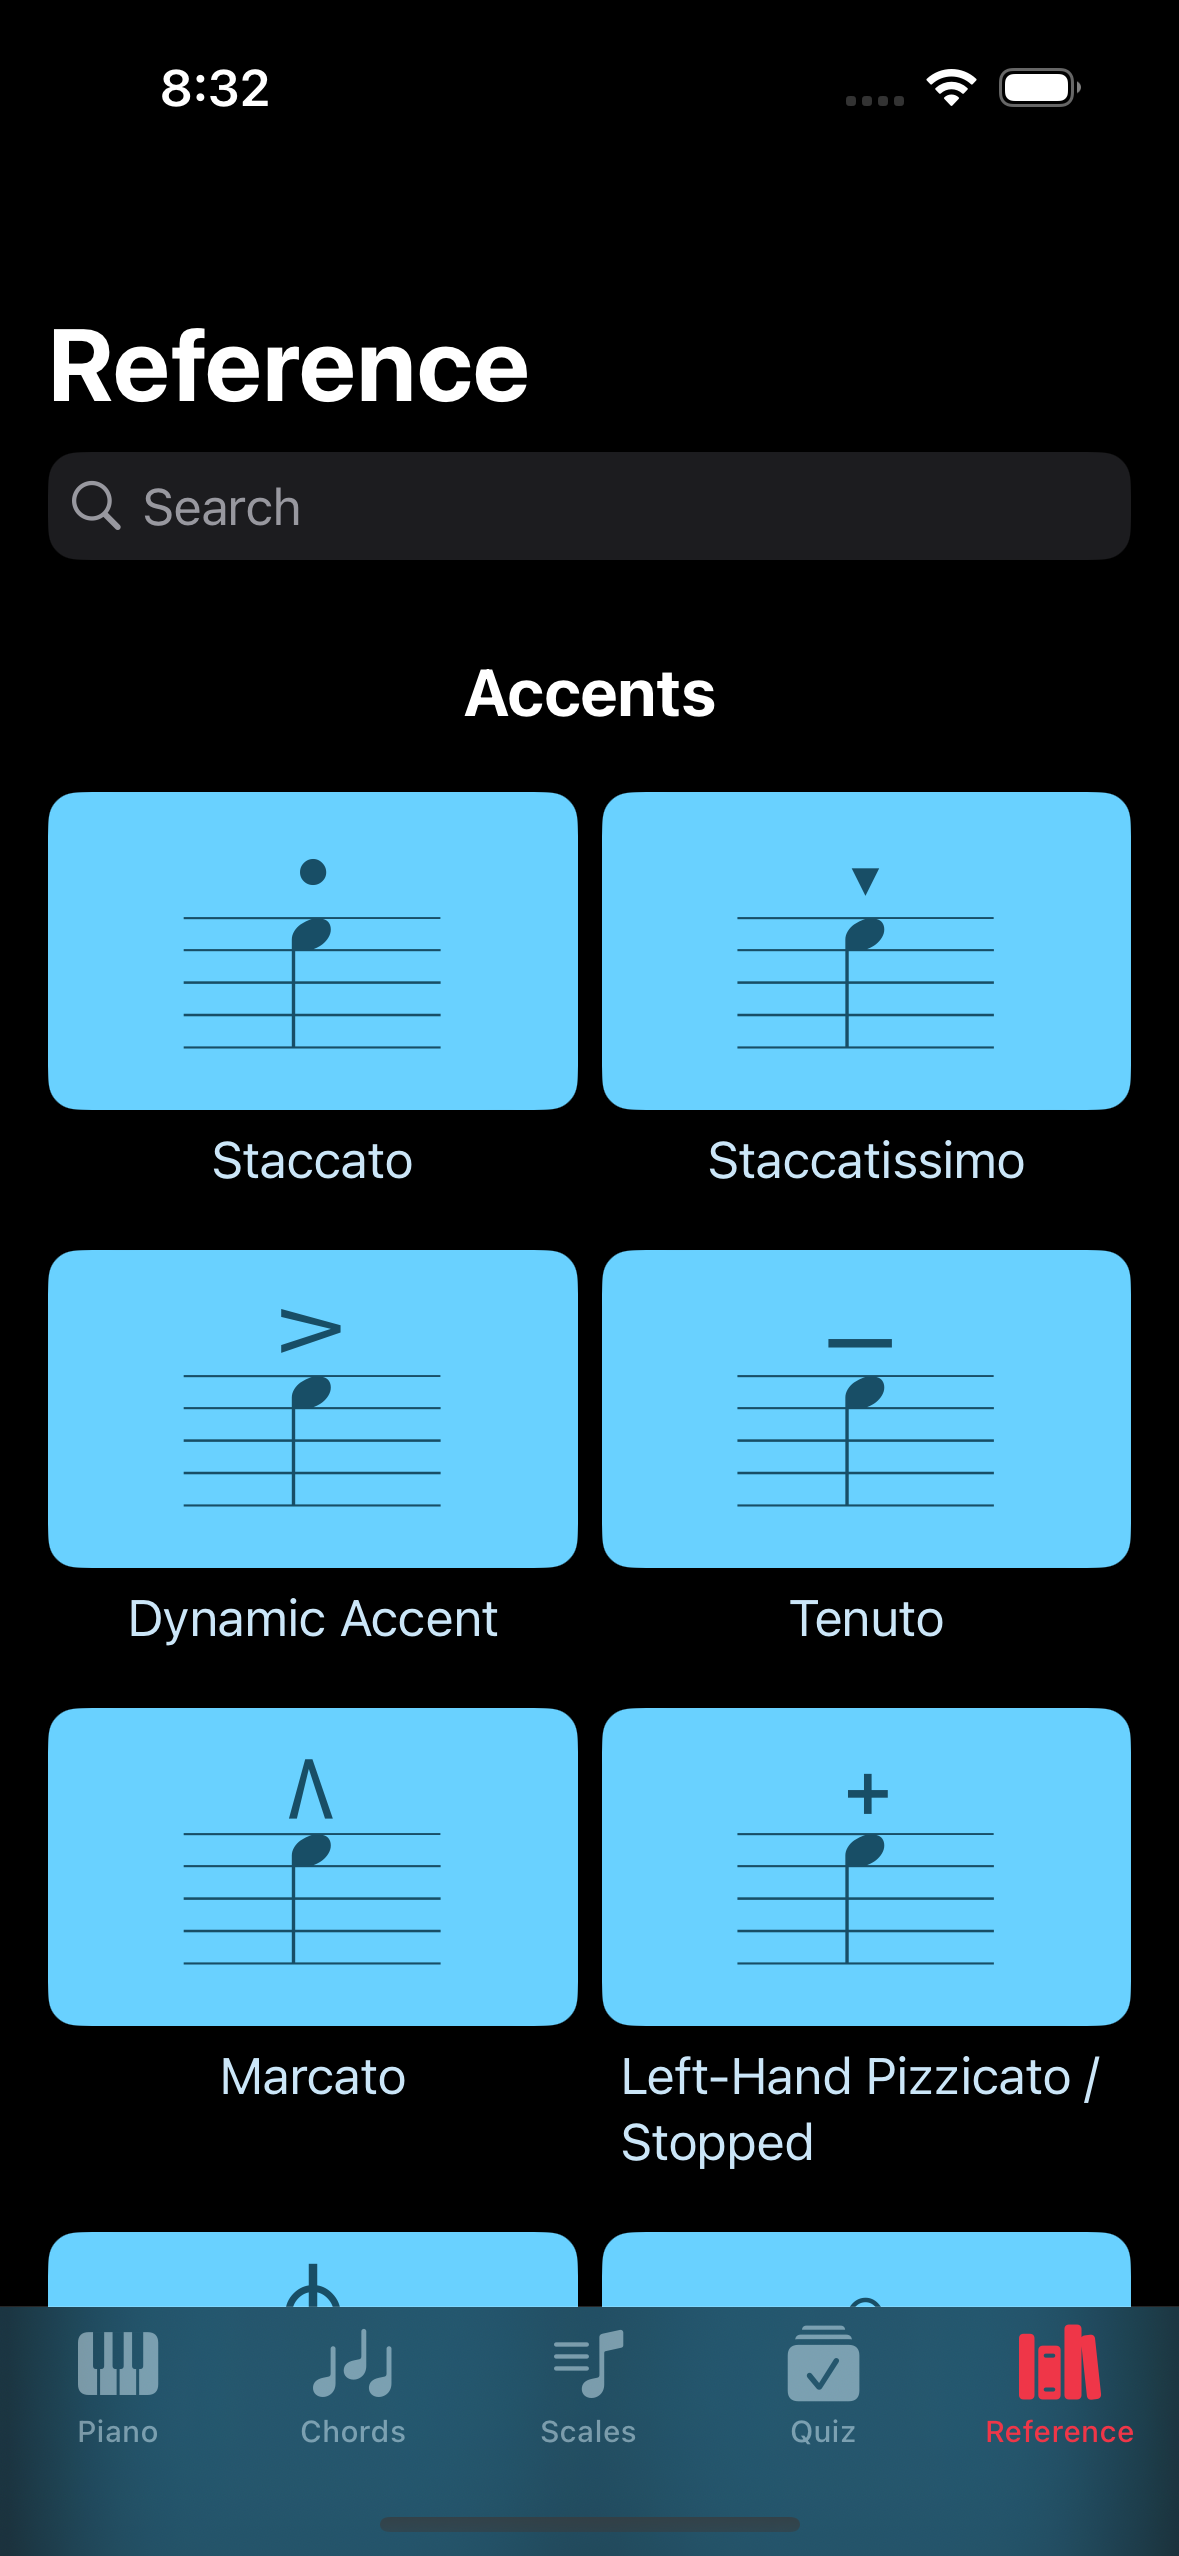 8:32
Reference
Search
Accents
Staccato
Staccatissimo
Dynamic Accent
Tenuto
Marcato
Left-Hand Pizzicato /
Stopped
Piano
Chords
Scales
Quiz
Reference